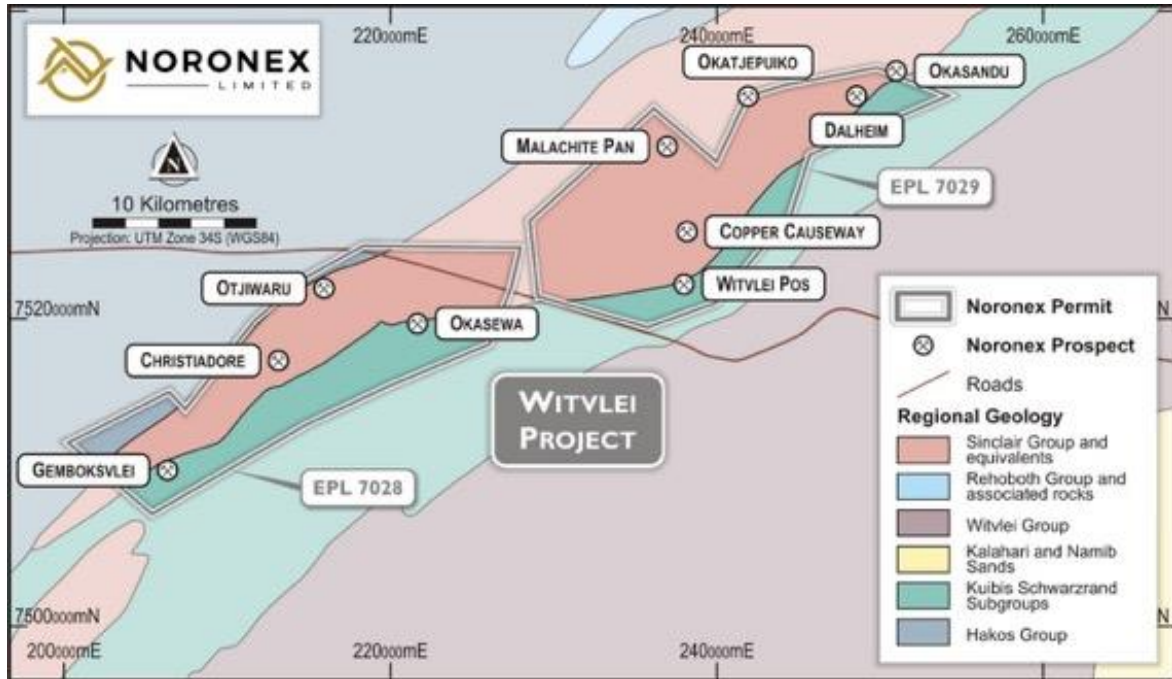 220000mE
240000mE
260000mE
NORONEX
LIMITED
OKATJEPUIKO
OKASANDU
N
MALACHITE PAN
DALHEIM
EPL 7029
10 Kilometres
Projection: UTM Zone 34S (WGS84)
COPPER CAUSEWAY
OTJIWARU
WITVLEI POS
7520000mN
OKASEWA
N
CHRISTIADORE
WITVLEI
PROJECT
GEMBOKSVLEI
EPL 7028
Noronex Permit
Noronex Prospect
Roads
Regional Geology
Sinclair Group and
equivalents
Rehoboth Group and
associated rocks
Witvlei Group
Kalahari and Namib
Sands
Kuibis Schwarzrand
Subgroups
Hakos Group
7500000mN
N
200000mE
220000mE
240000mE